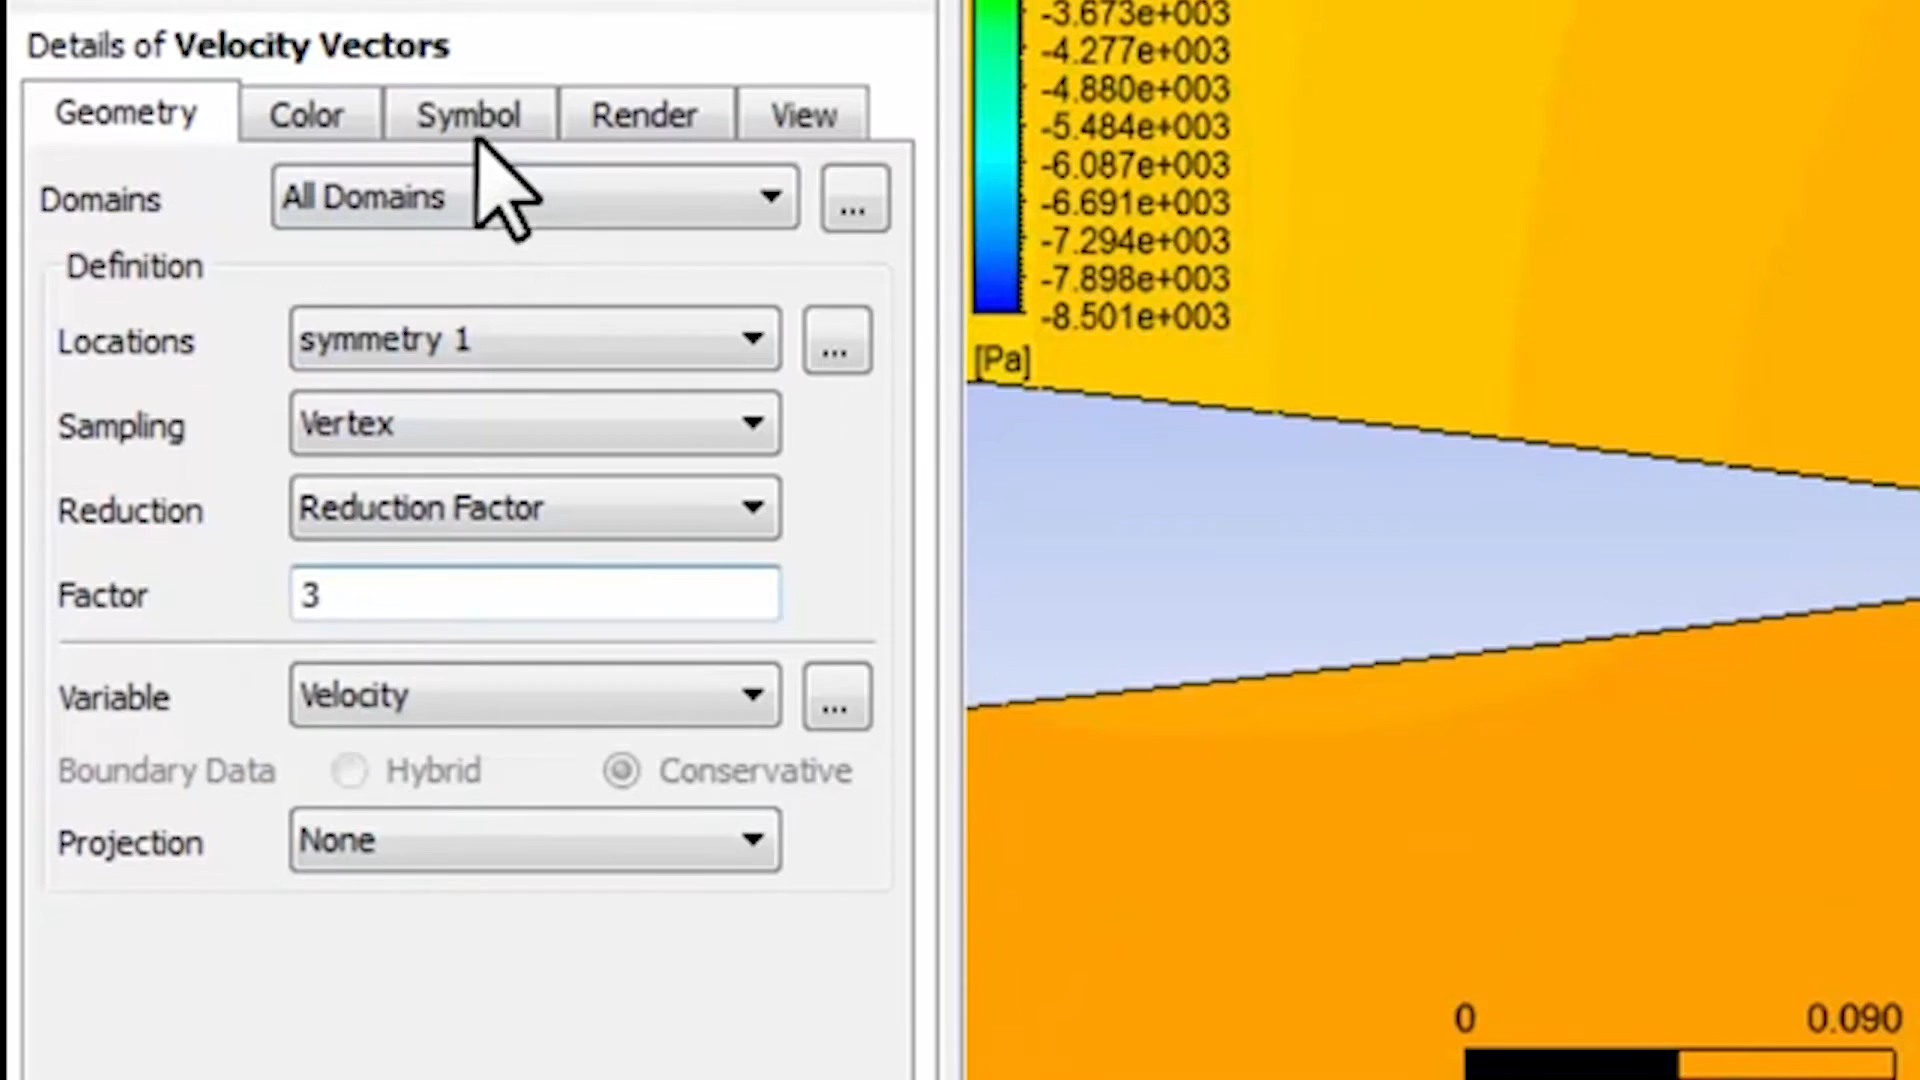 Details of Velocity Vectors
Geometry Color Symbol Render View
Domains All Domains ...
Definition
Locations symmetry 1 ...
Sampling Vertex
Reduction Reduction Factor
Factor 3
Variable Velocity ...
Boundary Data Hybrid Conservative
Projection None
-3.673e+003
-4.277e+003
-4.880e+003
-5.484e+003
-6.087e+003
-6.691e+003
-7.294e+003
-7.898e+003
-8.501e+003
[Pa]
0 0.090